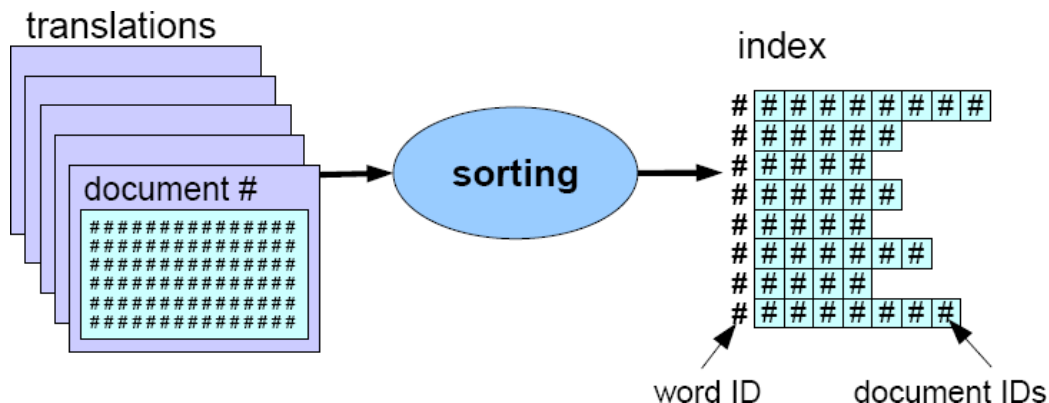 translations
document #
###############
###############
###############
###############
###############
###############
sorting
index
# # # # # # # # #
# # # # # #
# # # # #
# # # # # #
# # # # #
# # # # # # #
# # # # #
# # # # # # # #
word ID
document IDs